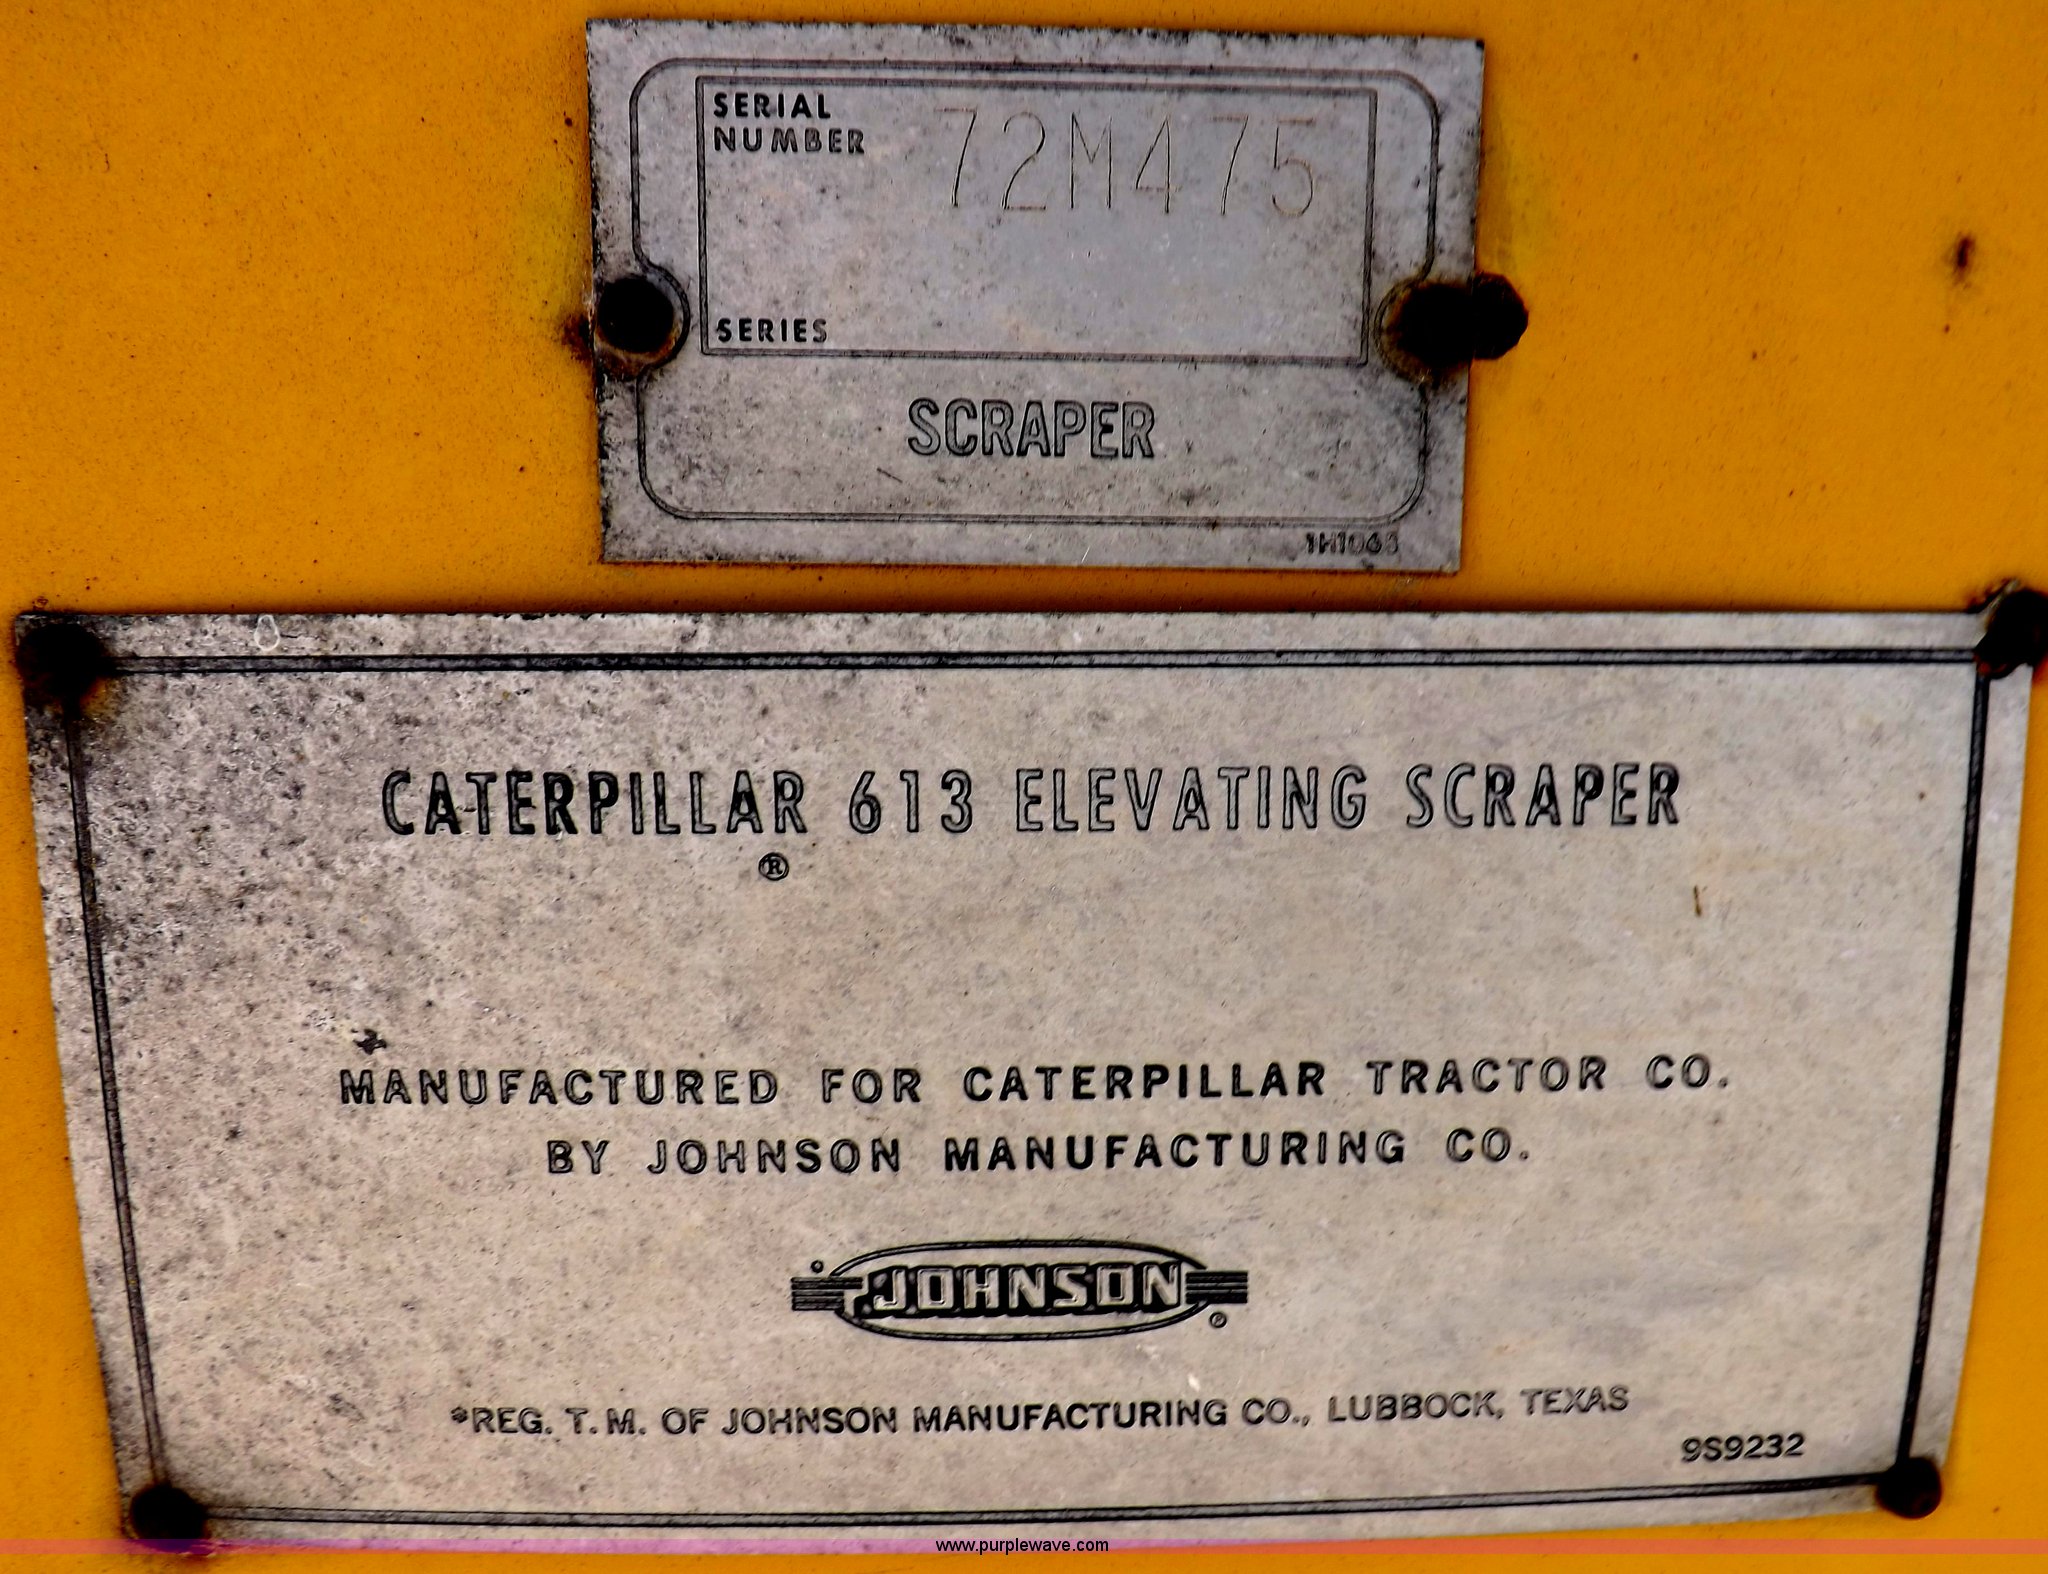 SERIAL
NUMBER 72M475
SERIES
SCRAPER
1H1063
CATERPILLAR 613 ELEVATING SCRAPER
®
MANUFACTURED FOR CATERPILLAR TRACTOR CO.
BY JOHNSON MANUFACTURING CO.
JOHNSON
*REG. T.M. OF JOHNSON MANUFACTURING CO., LUBBOCK, TEXAS
9S9232
www.purplewave.com